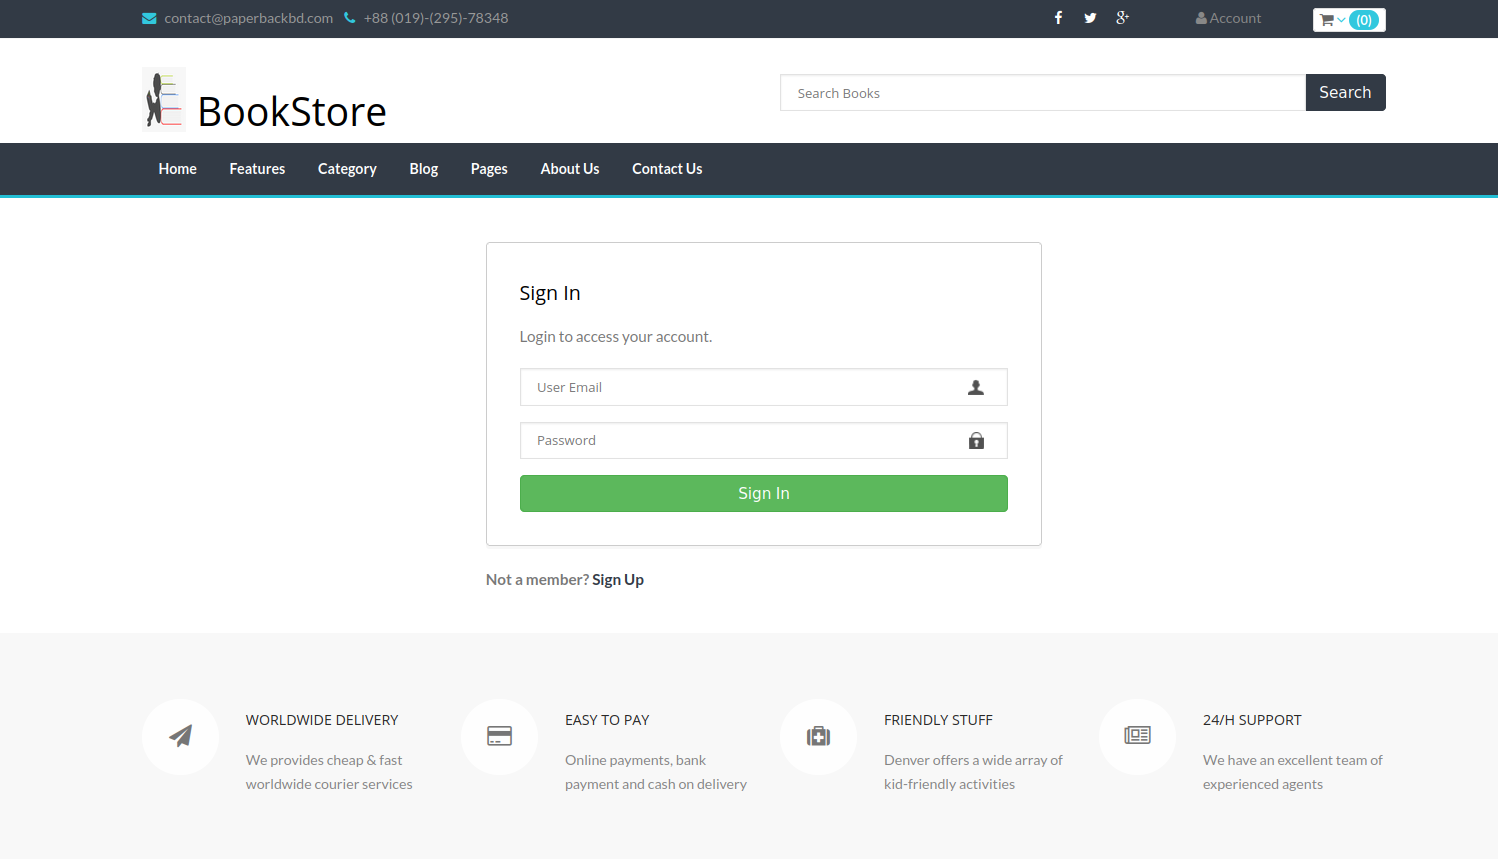 contact@paperbackbd.com +88 (019)-(295)-78348 Account (0)
BookStore
Search Books Search
Home Features Category Blog Pages About Us Contact Us
Sign In
Login to access your account.
User Email
Password
Sign In
Not a member? Sign Up
WORLDWIDE DELIVERY
We provides cheap & fast
worldwide courier services
EASY TO PAY
Online payments, bank
payment and cash on delivery
FRIENDLY STUFF
Denver offers a wide array of
kid-friendly activities
24/H SUPPORT
We have an excellent team of
experienced agents